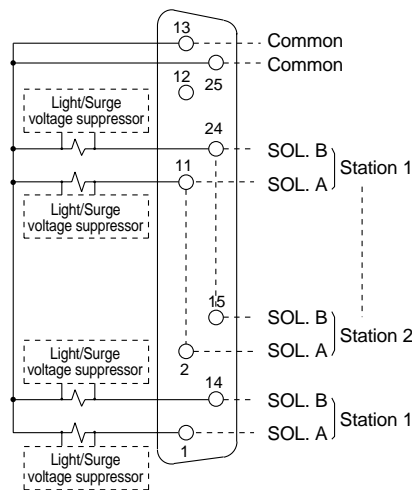 13
Common
Common
25
12
Light/Surge
voltage suppressor
24
SOL. B
Station 1
11
SOL. A
Light/Surge
voltage suppressor
15
SOL. B
Station 2
SOL. A
2
Light/Surge
voltage suppressor
14
SOL. B
Station 1
SOL. A
1
Light/Surge
voltage suppressor